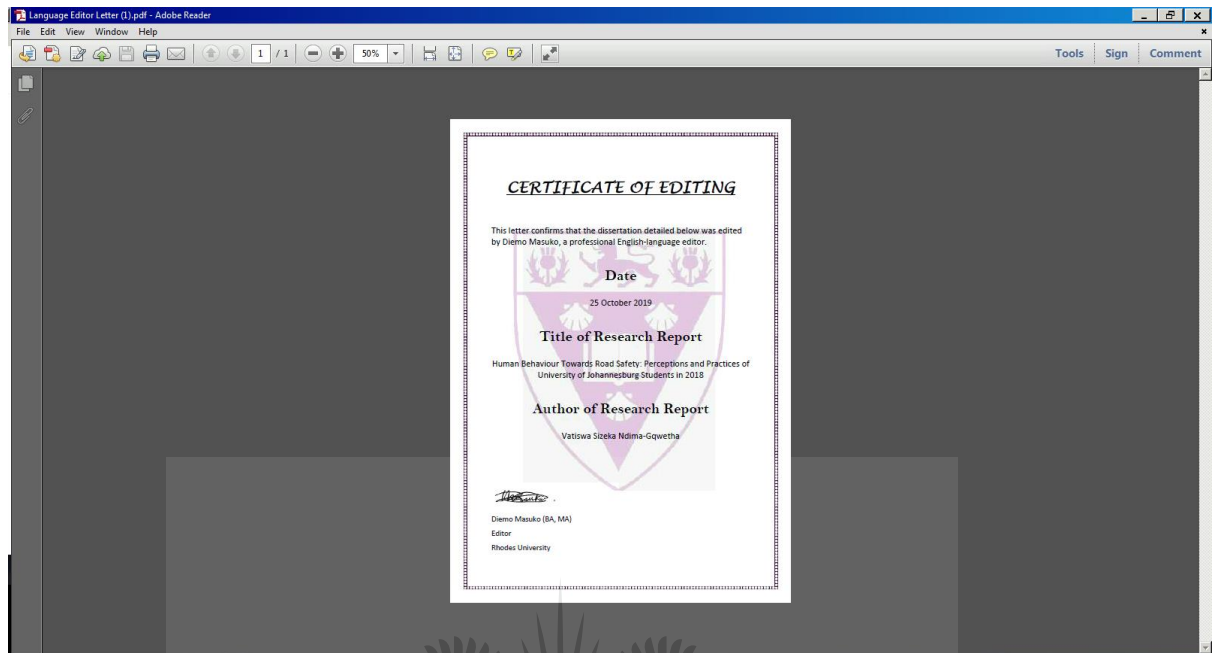 Language Editor Letter (1).pdf - Adobe Reader
File Edit View Window Help
1 / 1 50% Tools Sign Comment
CERTIFICATE OF EDITING
This letter confirms that the dissertation detailed below was edited
by Diemo Masuko, a professional English-language editor.
Date
25 October 2019
Title of Research Report
Human Behaviour Towards Road Safety: Perceptions and Practices of
University of Johannesburg Students in 2018
Author of Research Report
Vatiswa Sizeka Ndima-Gqwetha
Diemo Masuko (BA, MA)
Editor
Rhodes University